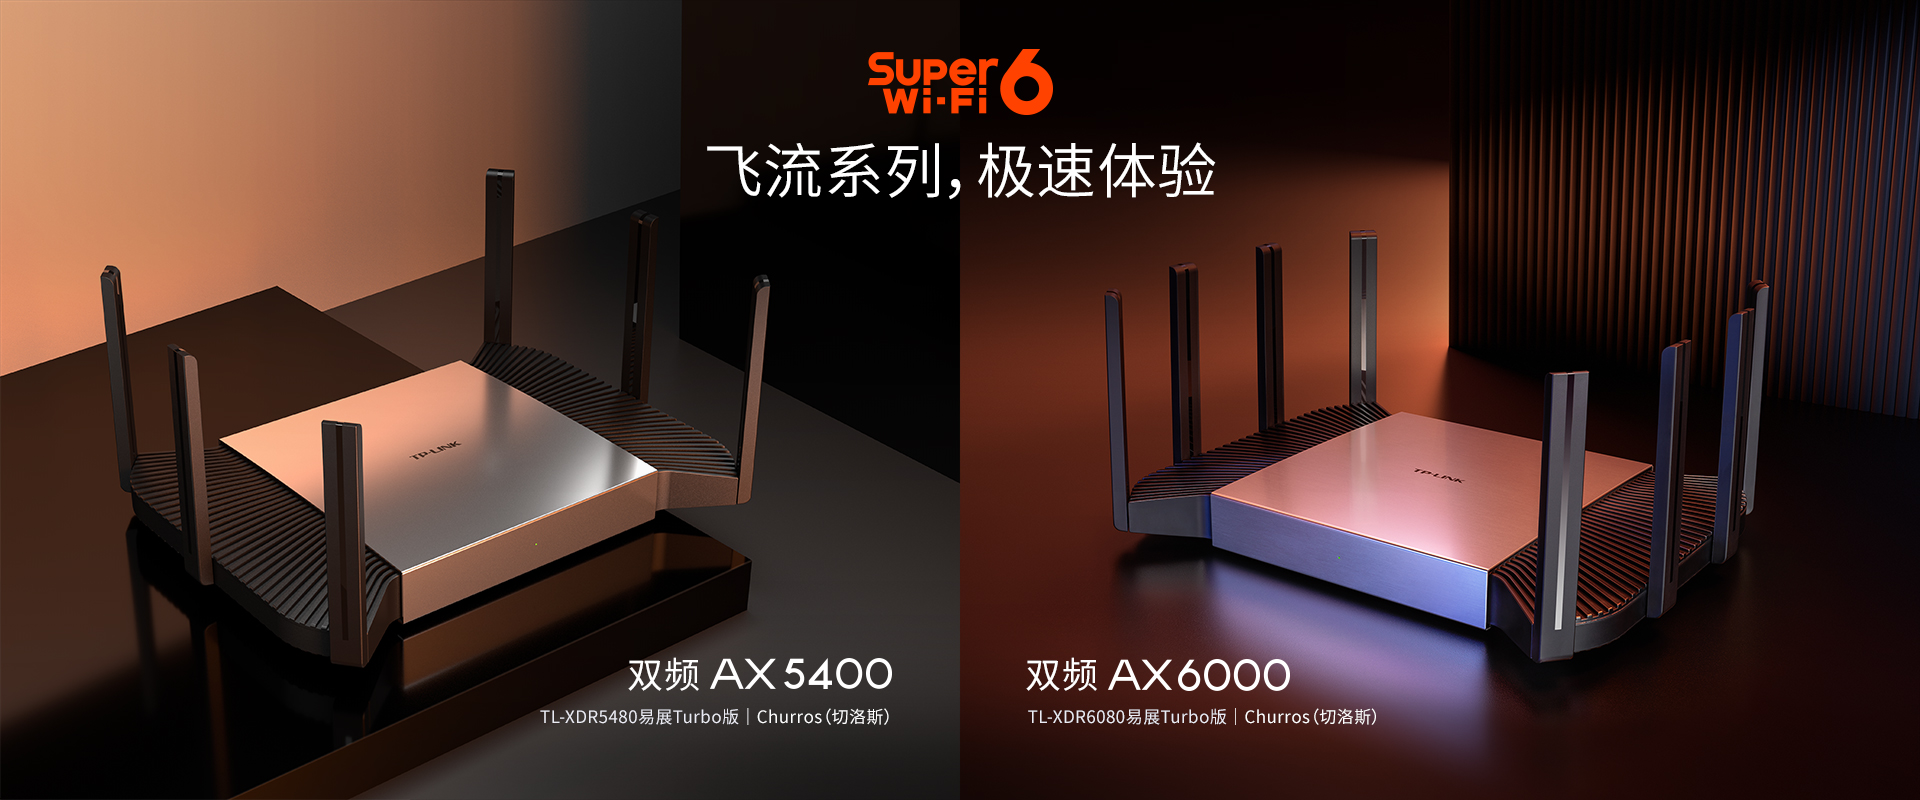 Super
Wi-Fi 6
飞流系列，极速体验
TP-LINK
TP-LINK
双频 AX5400
TL-XDR5480易展Turbo版｜Churros（切洛斯）
双频 AX6000
TL-XDR6080易展Turbo版｜Churros（切洛斯）